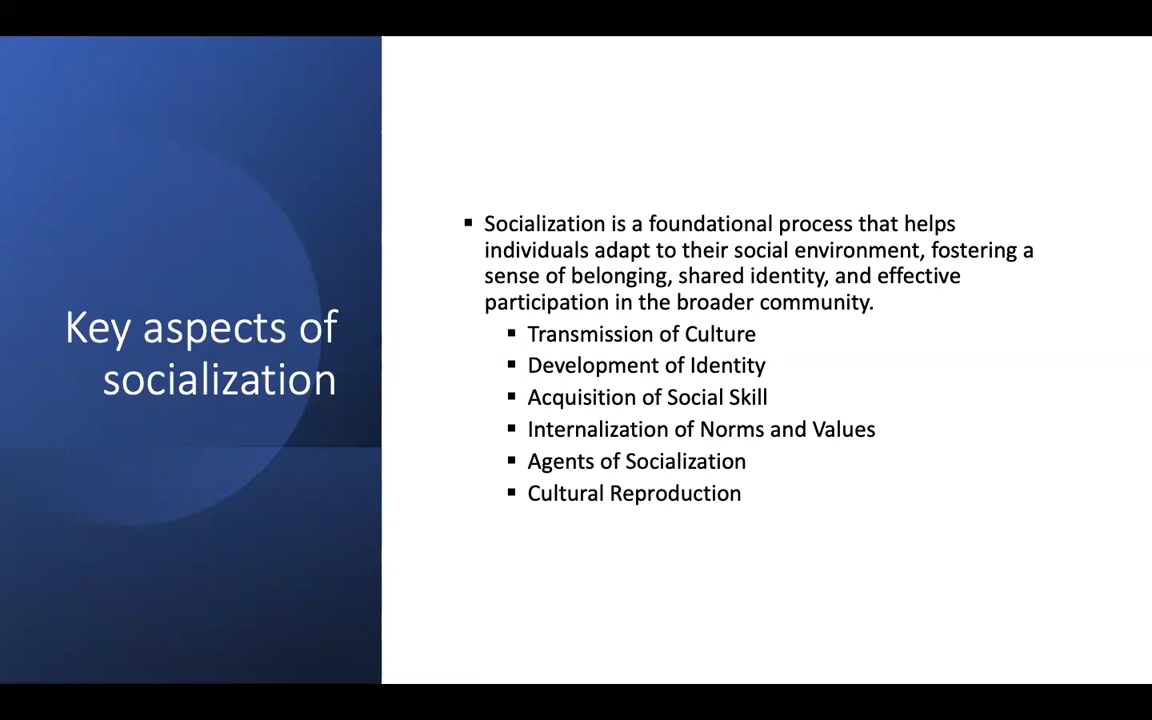 Key aspects of
socialization
▪ Socialization is a foundational process that helps
individuals adapt to their social environment, fostering a
sense of belonging, shared identity, and effective
participation in the broader community.
▪ Transmission of Culture
▪ Development of Identity
▪ Acquisition of Social Skill
▪ Internalization of Norms and Values
▪ Agents of Socialization
▪ Cultural Reproduction